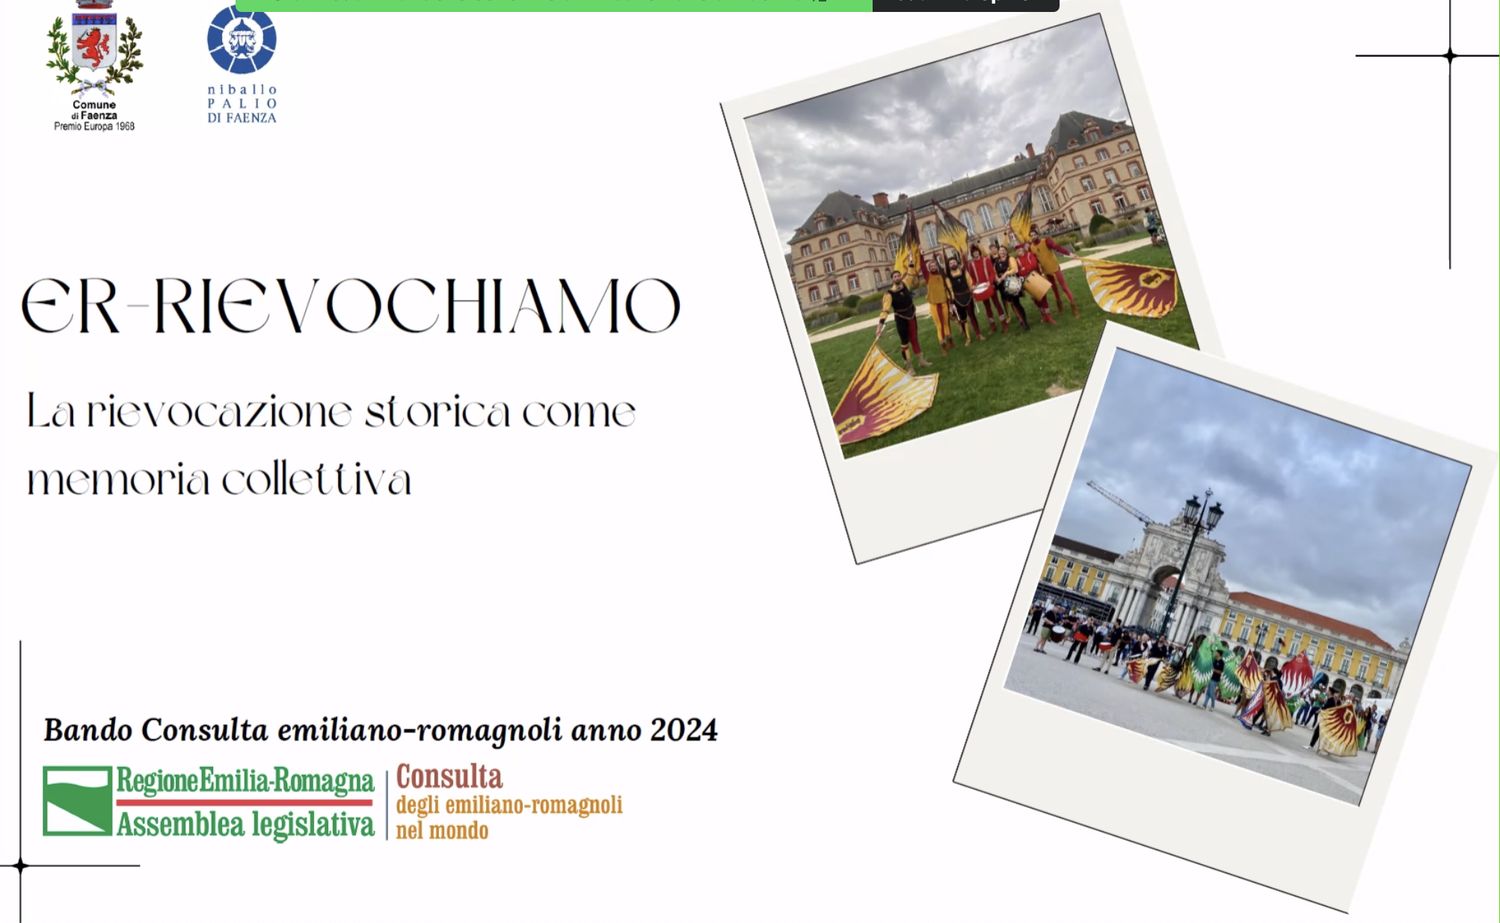 Comune
di Faenza
Premio Europa 1968
niballo
PALIO
DI FAENZA
ER-RIEVOCHIAMO
La rievocazione storica come
memoria collettiva
Bando Consulta emiliano-romagnoli anno 2024
RegioneEmilia-Romagna
Assemblea legislativa
Consulta
degli emiliano-romagnoli
nel mondo